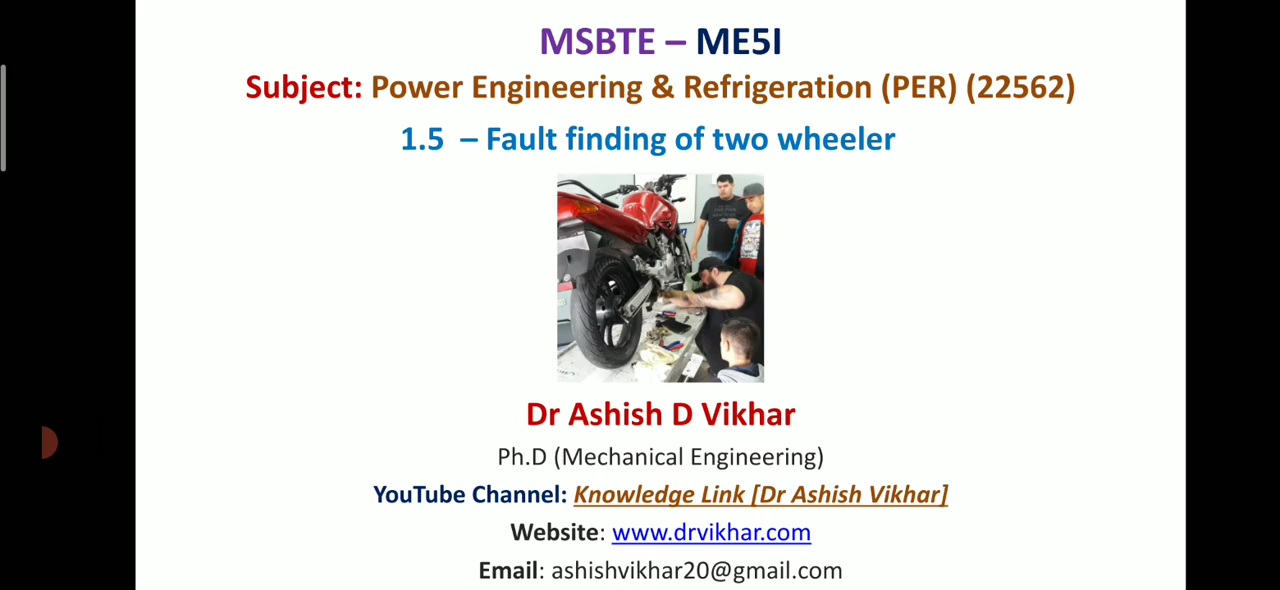 MSBTE – ME5I
Subject: Power Engineering & Refrigeration (PER) (22562)
1.5 – Fault finding of two wheeler
Dr Ashish D Vikhar
Ph.D (Mechanical Engineering)
YouTube Channel: Knowledge Link [Dr Ashish Vikhar]
Website: www.drvikhar.com
Email: ashishvikhar20@gmail.com